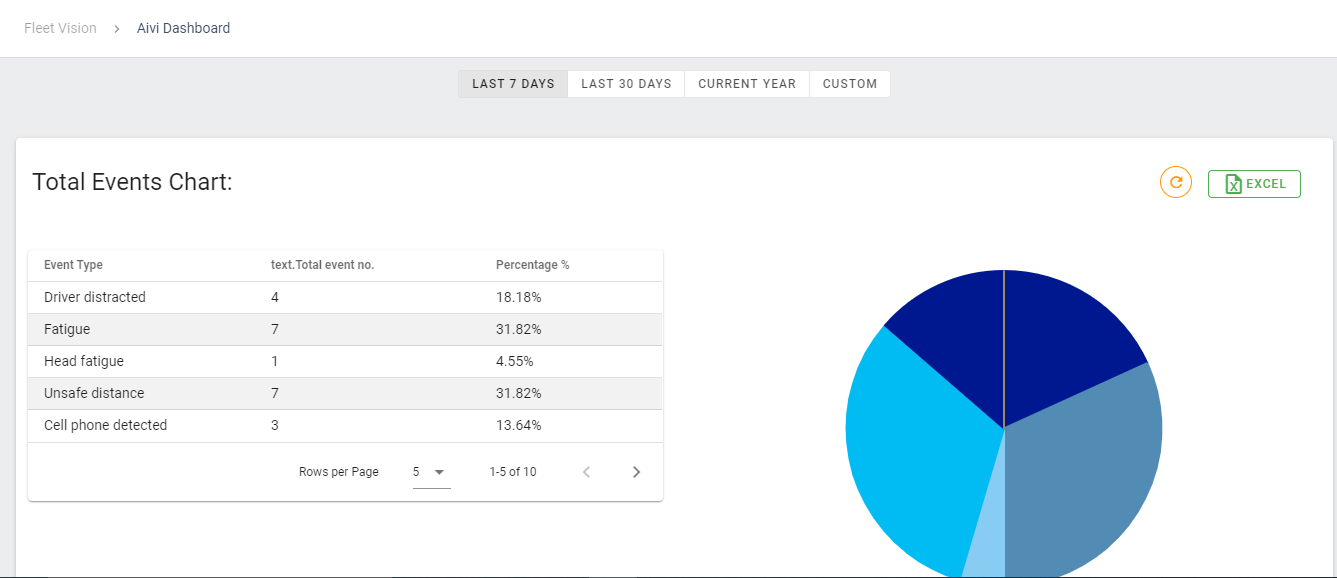 Fleet Vision > Aivi Dashboard
LAST 7 DAYS LAST 30 DAYS CURRENT YEAR CUSTOM
Total Events Chart:
EXCEL
Event Type text.Total event no. Percentage %
Driver distracted 4 18.18%
Fatigue 7 31.82%
Head fatigue 1 4.55%
Unsafe distance 7 31.82%
Cell phone detected 3 13.64%
Rows per Page 5 1-5 of 10